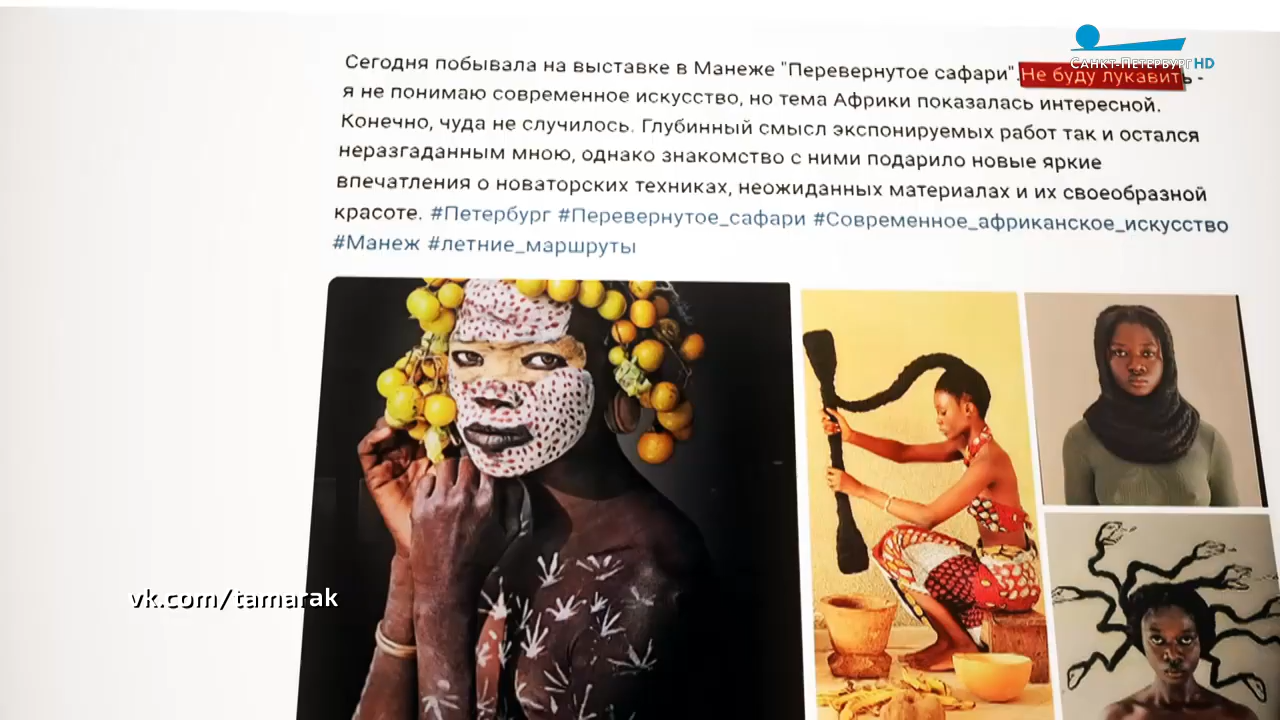 САНКТ-ПЕТЕРБУРГ HD
Сегодня побывала на выставке в Манеже "Перевернутое сафари". Не буду лукавить -
я не понимаю современное искусство, но тема Африки показалась интересной.
Конечно, чуда не случилось. Глубинный смысл экспонируемых работ так и остался
неразгаданным мною, однако знакомство с ними подарило новые яркие
впечатления о новаторских техниках, неожиданных материалах и их своеобразной
красоте. #Петербург #Перевернутое_сафари #Современное_африканское_искусство
#Манеж #летние_маршруты
vk.com/tamarak